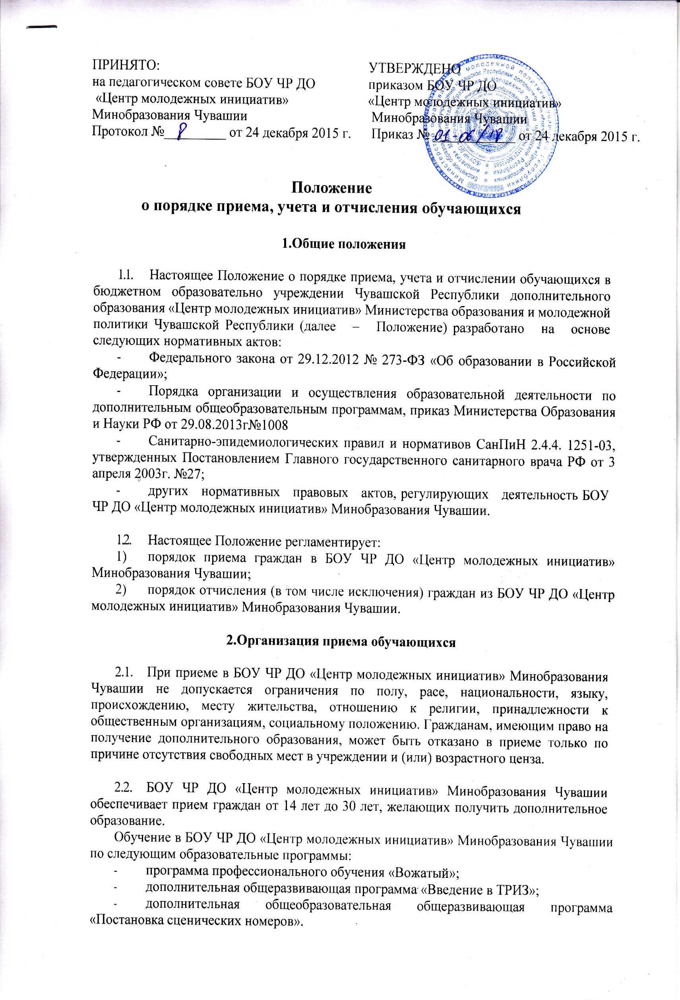 ПРИНЯТО:
на педагогическом совете БОУ ЧР ДО
«Центр молодежных инициатив»
Минобразования Чувашии
Протокол № 8 от 24 декабря 2015 г.
УТВЕРЖДЕНО
приказом БОУ ЧР ДО
«Центр молодежных инициатив»
Минобразования Чувашии
Приказ № 01-06/ от 24 декабря 2015 г.
Положение
о порядке приема, учета и отчисления обучающихся
1.Общие положения
1.1. Настоящее Положение о порядке приема, учета и отчислении обучающихся в
бюджетном образовательно учреждении Чувашской Республики дополнительного
образования «Центр молодежных инициатив» Министерства образования и молодежной
политики Чувашской Республики (далее – Положение) разработано на основе
следующих нормативных актов:
- Федерального закона от 29.12.2012 № 273-ФЗ «Об образовании в Российской
Федерации»;
- Порядка организации и осуществления образовательной деятельности по
дополнительным общеобразовательным программам, приказ Министерства Образования
и Науки РФ от 29.08.2013г№1008
- Санитарно-эпидемиологических правил и нормативов СанПиН 2.4.4. 1251-03,
утвержденных Постановлением Главного государственного санитарного врача РФ от 3
апреля 2003г. №27;
- других нормативных правовых актов, регулирующих деятельность БОУ
ЧР ДО «Центр молодежных инициатив» Минобразования Чувашии.
1.2. Настоящее Положение регламентирует:
1) порядок приема граждан в БОУ ЧР ДО «Центр молодежных инициатив»
Минобразования Чувашии;
2) порядок отчисления (в том числе исключения) граждан из БОУ ЧР ДО «Центр
молодежных инициатив» Минобразования Чувашии.
2.Организация приема обучающихся
2.1. При приеме в БОУ ЧР ДО «Центр молодежных инициатив» Минобразования
Чувашии не допускается ограничения по полу, расе, национальности, языку,
происхождению, месту жительства, отношению к религии, принадлежности к
общественным организациям, социальному положению. Гражданам, имеющим право на
получение дополнительного образования, может быть отказано в приеме только по
причине отсутствия свободных мест в учреждении и (или) возрастного ценза.
2.2. БОУ ЧР ДО «Центр молодежных инициатив» Минобразования Чувашии
обеспечивает прием граждан от 14 лет до 30 лет, желающих получить дополнительное
образование.
Обучение в БОУ ЧР ДО «Центр молодежных инициатив» Минобразования Чувашии
по следующим образовательные программы:
- программа профессионального обучения «Вожатый»;
- дополнительная общеразвивающая программа «Введение в ТРИЗ»;
- дополнительная общеобразовательная общеразвивающая программа
«Постановка сценических номеров».